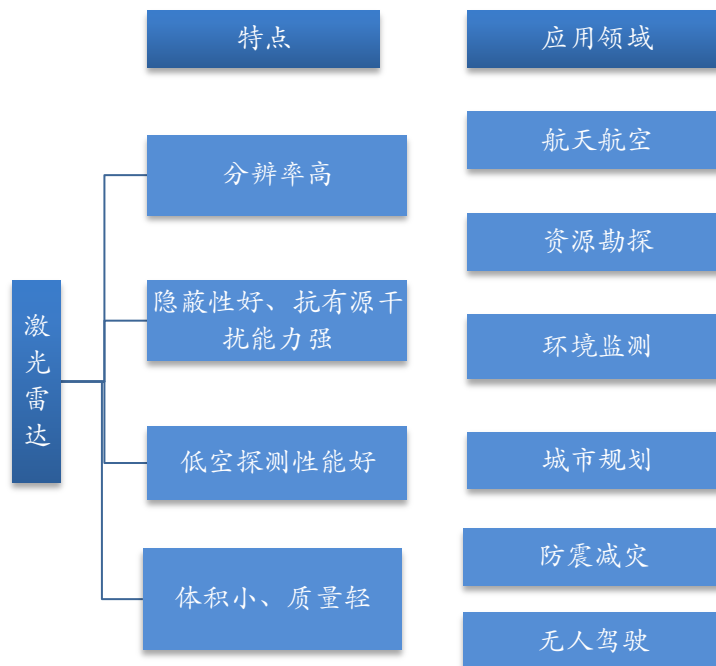 特点
应用领域
航天航空
分辨率高
资源勘探
隐蔽性好、抗有源干
扰能力强
激
光
雷
达
环境监测
低空探测性能好
城市规划
防震减灾
体积小、质量轻
无人驾驶